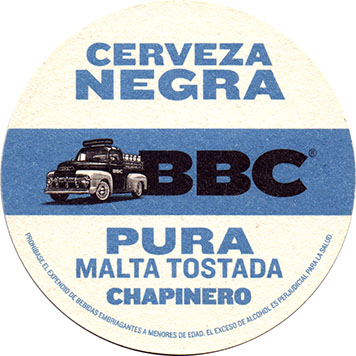 CERVEZA
NEGRA
BBC
BBC®
PURA
MALTA TOSTADA
CHAPINERO
PROHÍBASE EL EXPENDIO DE BEBIDAS EMBRIAGANTES A MENORES DE EDAD. EL EXCESO DE ALCOHOL ES PERJUDICIAL PARA LA SALUD.